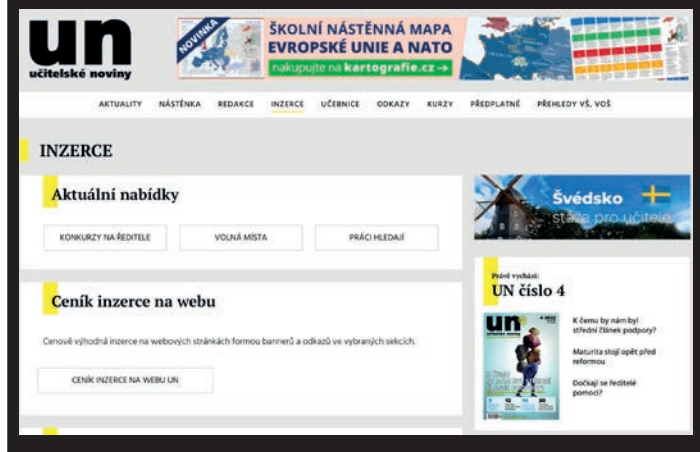 un
učitelské noviny
NOVINKA
ŠKOLNÍ NÁSTĚNNÁ MAPA
EVROPSKÉ UNIE A NATO
nakupujte na kartografie.cz →
AKTUALITY NÁSTĚNKA REDAKCE INZERCE UČEBNICE ODKAZY KURZY PŘEDPLATNÉ PŘEHLEDY VŠ, VOŠ
INZERCE
Aktuální nabídky
KONKURZY NA ŘEDITELE VOLNÁ MÍSTA PRÁCI HLEDAJÍ
Ceník inzerce na webu
Cenově výhodná inzerce na webových stránkách formou bannerů a odkazů ve vybraných sekcích.
CENÍK INZERCE NA WEBU UN
Švédsko
stáže pro učitele
Právě vychází:
UN číslo 4
un
učitelské noviny
K čemu by nám byl
střední článek podpory?
Maturita stojí opět před
reformou
Dočkají se ředitelé
pomoci?